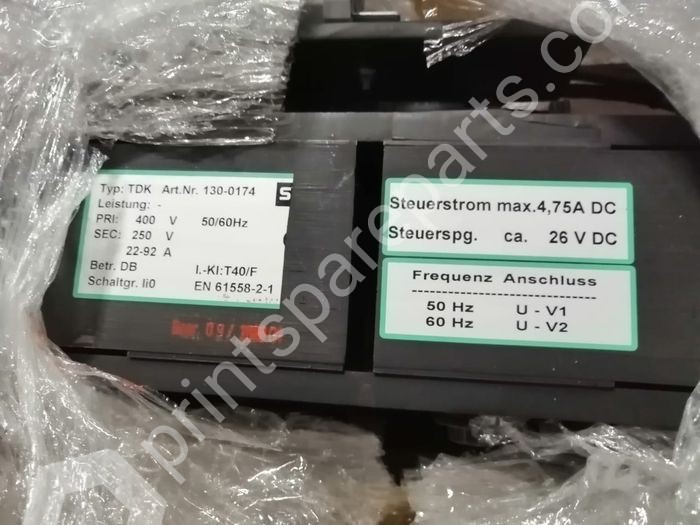 Typ: TDK Art.Nr. 130-0174
Leistung: -
PRI: 400 V 50/60Hz
SEC: 250 V
22-92 A
Betr. DB I.-Kl:T40/F
Schaltgr. Ii0 EN 61558-2-1
Steuerstrom max.4,75A DC
Steuerspg. ca. 26 V DC
Frequenz Anschluss
50 Hz U - V1
60 Hz U - V2
printspareparts.com